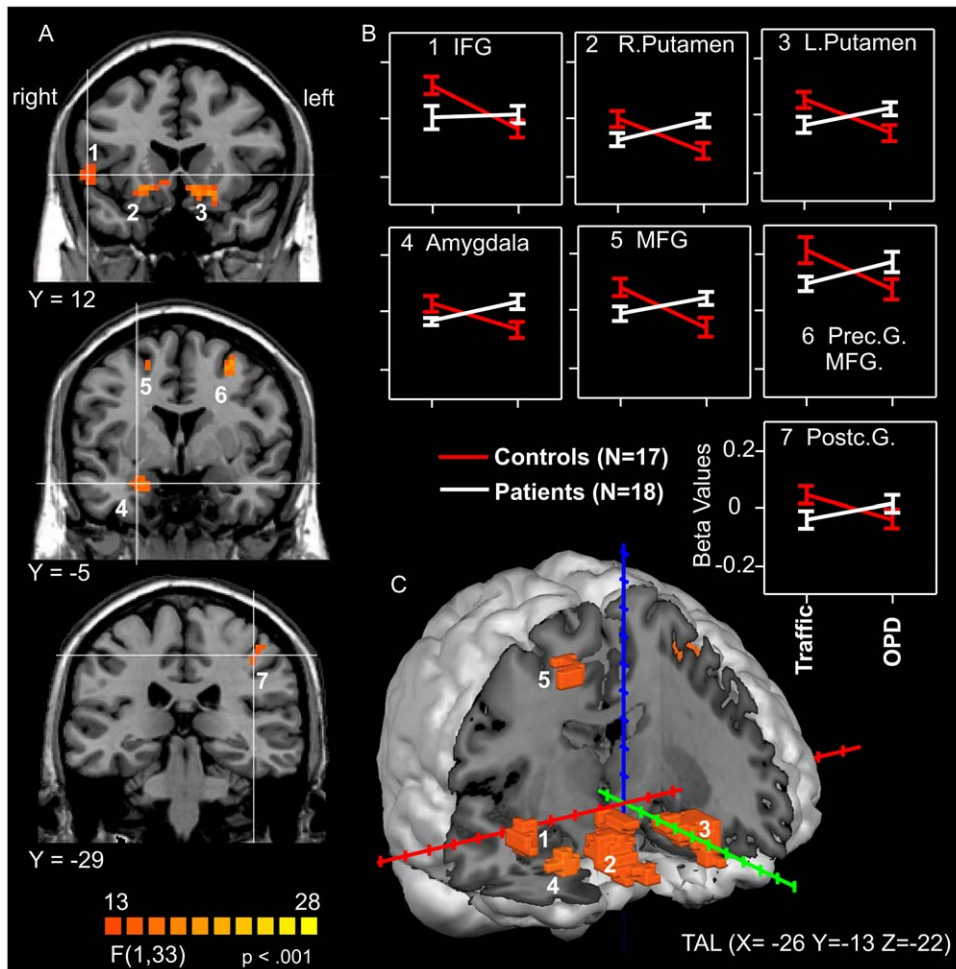 A
right
left
1
2
3
Y = 12
5
6
4
Y = -5
7
Y = -29
13 28
F(1,33) p < .001
B
1 IFG
2 R.Putamen
3 L.Putamen
4 Amygdala
5 MFG
6 Prec.G.
MFG.
Controls (N=17)
Patients (N=18)
7 Postc.G.
0.2
0
-0.2
Beta Values
Traffic
OPD
C
5
1
2
3
4
TAL (X= -26 Y=-13 Z=-22)